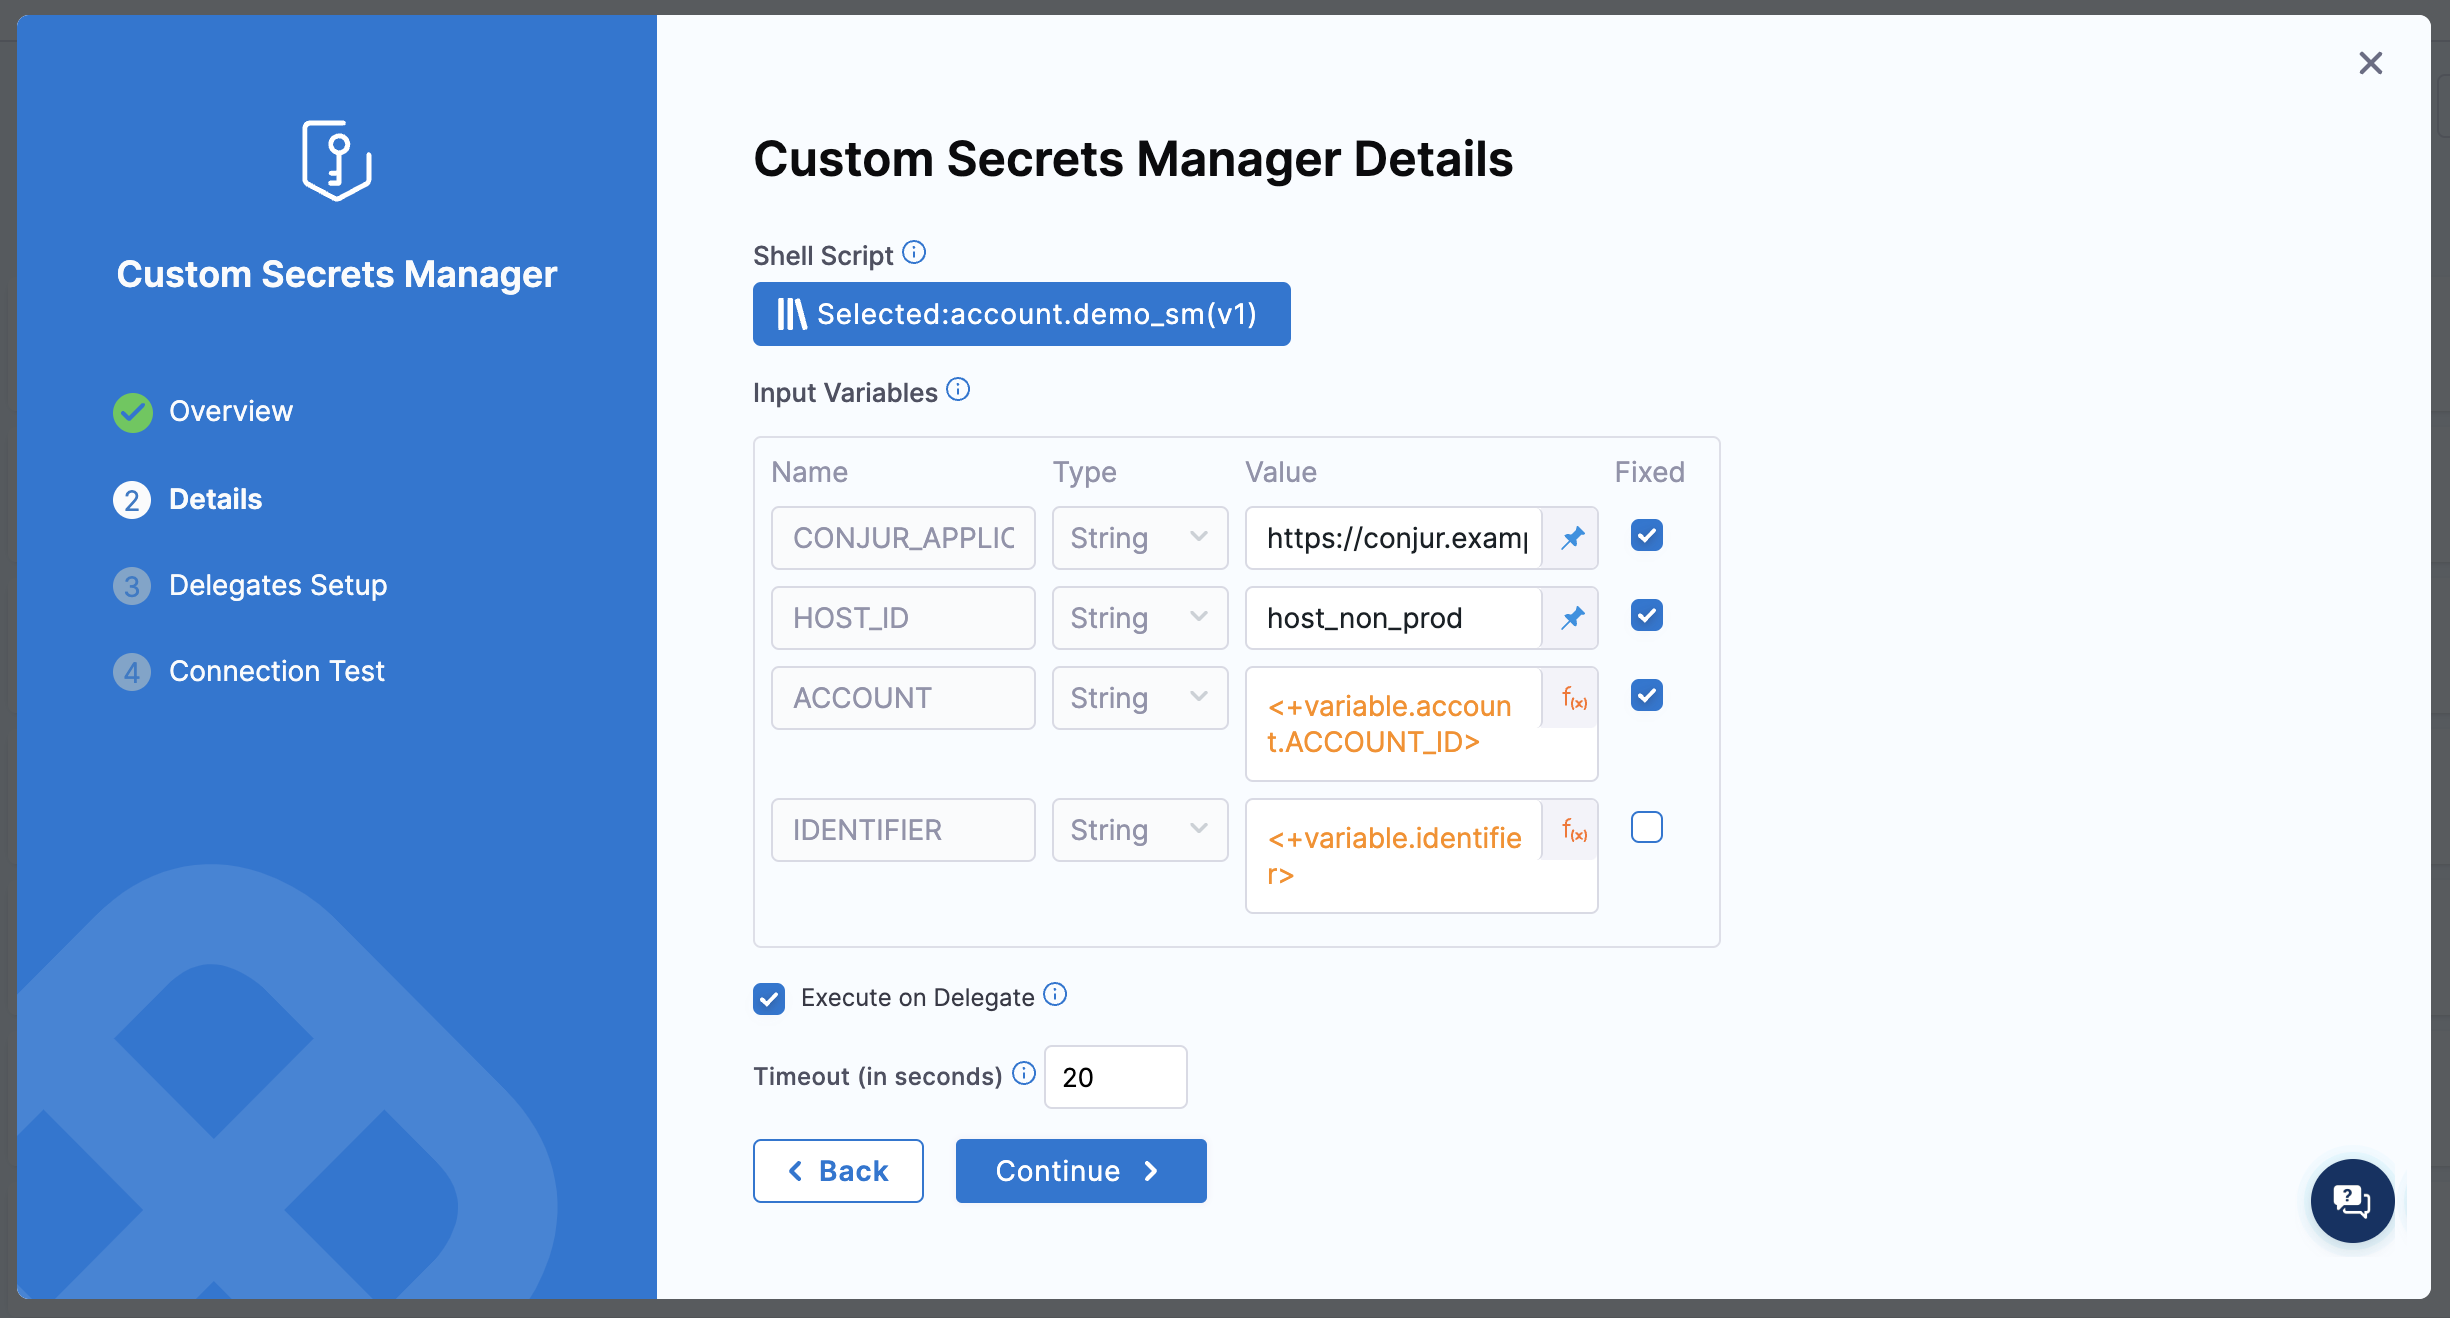 Custom Secrets Manager
Overview
2 Details
3 Delegates Setup
4 Connection Test
Custom Secrets Manager Details
Shell Script
Selected:account.demo_sm(v1)
Input Variables
Name Type Value Fixed
CONJUR_APPLIC String https://conjur.examp
HOST_ID String host_non_prod
ACCOUNT String <+variable.accoun f(x)
t.ACCOUNT_ID>
IDENTIFIER String <+variable.identifie f(x)
r>
Execute on Delegate
Timeout (in seconds) 20
Back Continue